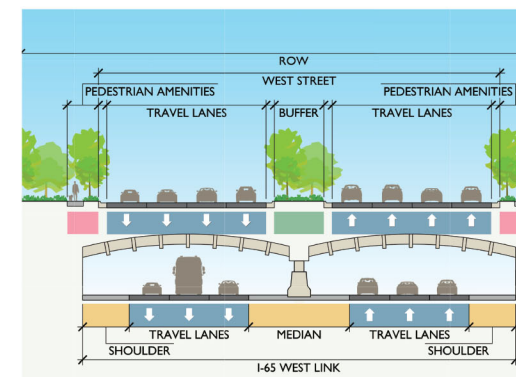 ROW
WEST STREET
PEDESTRIAN AMENITIES
PEDESTRIAN AMENITIES
TRAVEL LANES
BUFFER
TRAVEL LANES
TRAVEL LANES
MEDIAN
TRAVEL LANES
SHOULDER
SHOULDER
I-65 WEST LINK